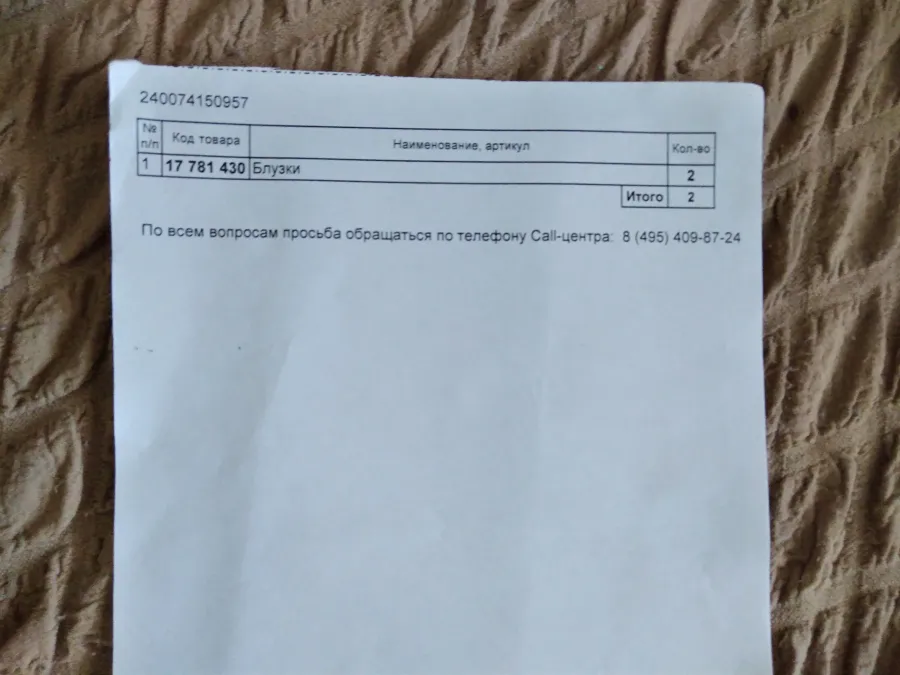 240074150957
№ п/п Код товара Наименование, артикул Кол-во
1 17 781 430 Блузки 2
Итого 2
По всем вопросам просьба обращаться по телефону Call-центра: 8 (495) 409-87-24